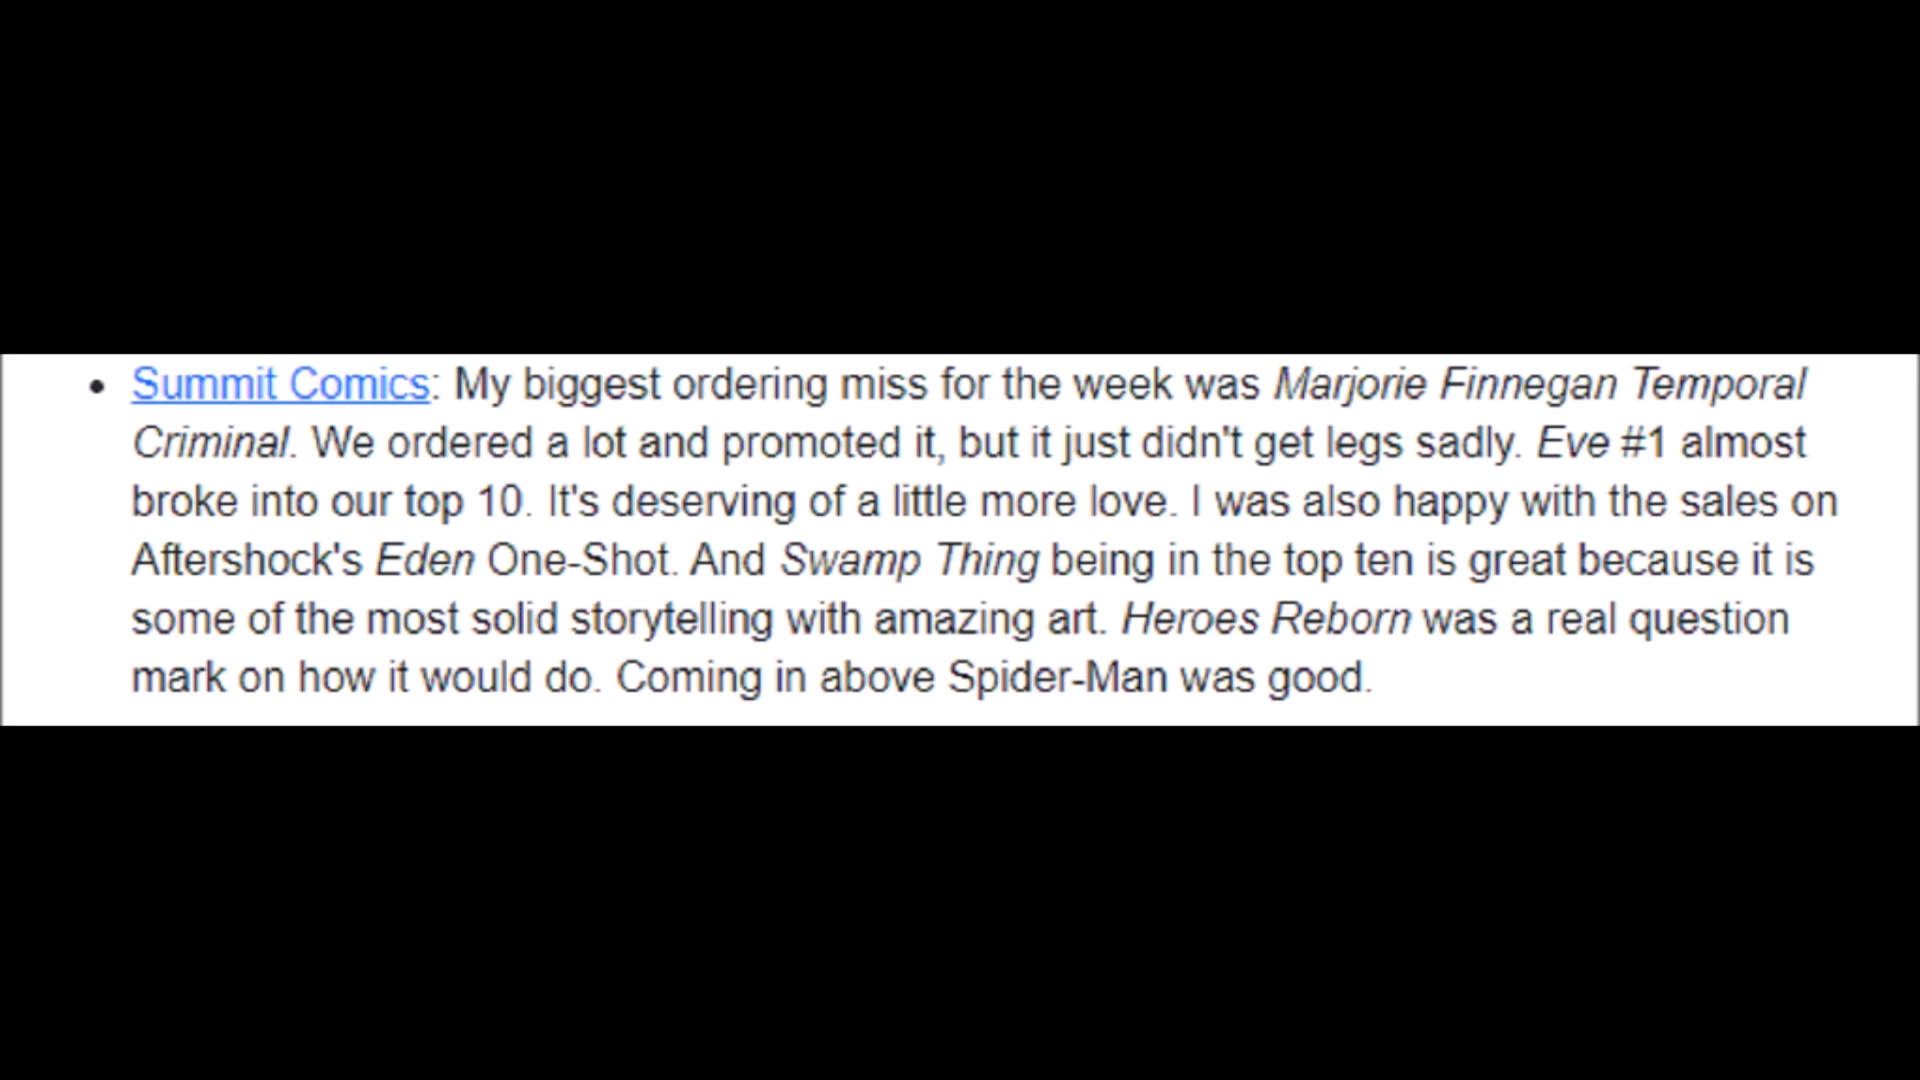 • Summit Comics: My biggest ordering miss for the week was Marjorie Finnegan Temporal
Criminal. We ordered a lot and promoted it, but it just didn't get legs sadly. Eve #1 almost
broke into our top 10. It's deserving of a little more love. I was also happy with the sales on
Aftershock's Eden One-Shot. And Swamp Thing being in the top ten is great because it is
some of the most solid storytelling with amazing art. Heroes Reborn was a real question
mark on how it would do. Coming in above Spider-Man was good.